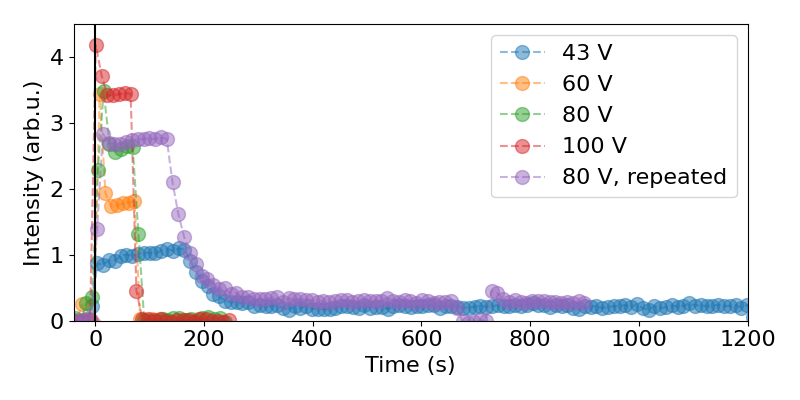 Intensity (arb.u.)
4
3
2
1
0
0
200
400
600
800
1000
1200
Time (s)
43 V
60 V
80 V
100 V
80 V, repeated